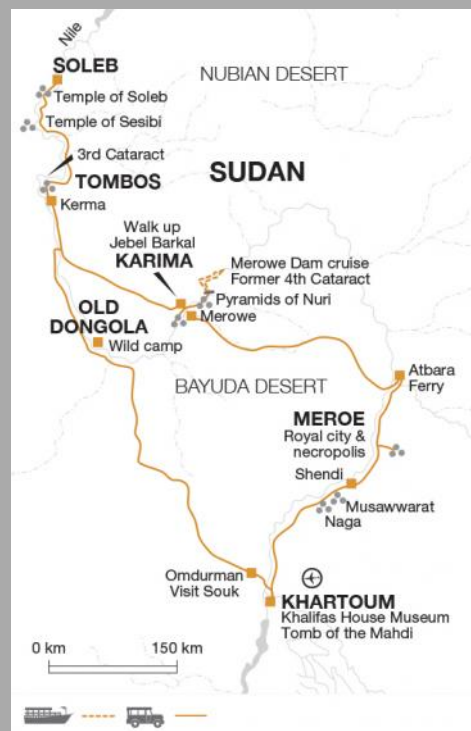 Nile
SOLEB
NUBIAN DESERT
Temple of Soleb
Temple of Sesibi
3rd Cataract
TOMBOS
SUDAN
Kerma
Walk up
Jebel Barkal
KARIMA
Merowe Dam cruise
Former 4th Cataract
Pyramids of Nuri
Merowe
OLD
DONGOLA
Wild camp
Atbara
Ferry
BAYUDA DESERT
MEROE
Royal city &
necropolis
Shendi
Musawwarat
Naga
Omdurman
Visit Souk
KHARTOUM
Khalifas House Museum
Tomb of the Mahdi
0 km 150 km